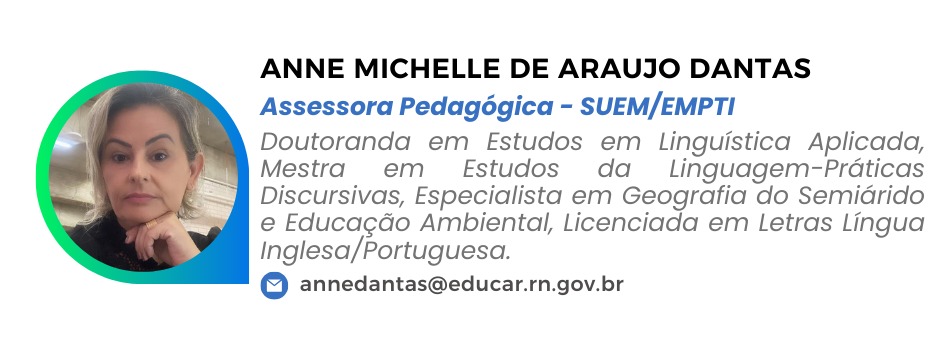 ANNE MICHELLE DE ARAUJO DANTAS
Assessora Pedagógica - SUEM/EMPTI
Doutoranda em Estudos em Linguística Aplicada,
Mestra em Estudos da Linguagem-Práticas
Discursivas, Especialista em Geografia do Semiárido
e Educação Ambiental, Licenciada em Letras Língua
Inglesa/Portuguesa.
annedantas@educar.rn.gov.br